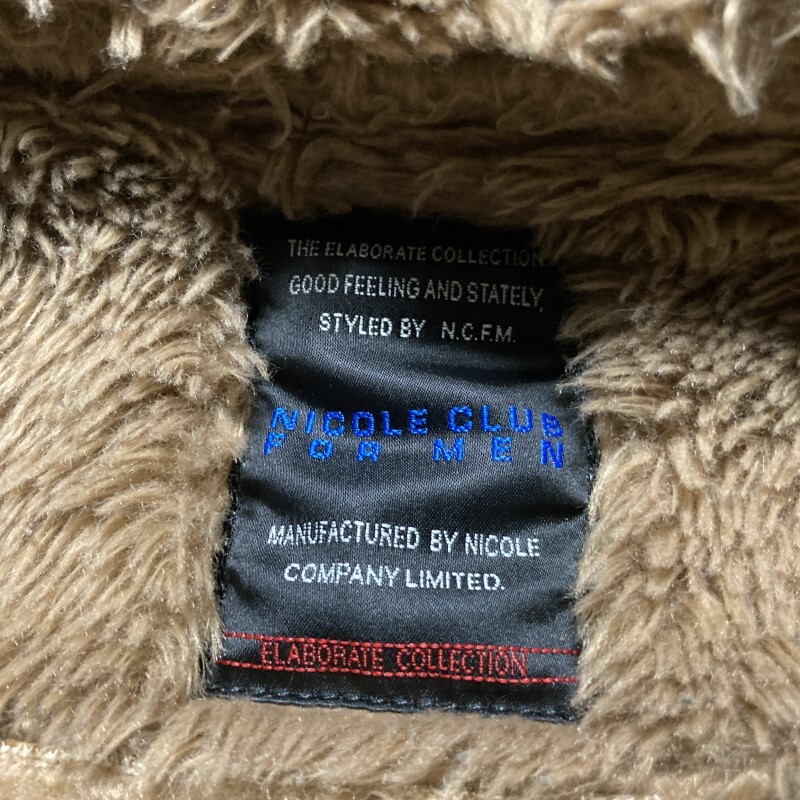 THE ELABORATE COLLECTION
GOOD FEELING AND STATELY,
STYLED BY N.C.F.M.
NICOLE CLUB
FOR MEN
MANUFACTURED BY NICOLE
COMPANY LIMITED.
ELABORATE COLLECTION